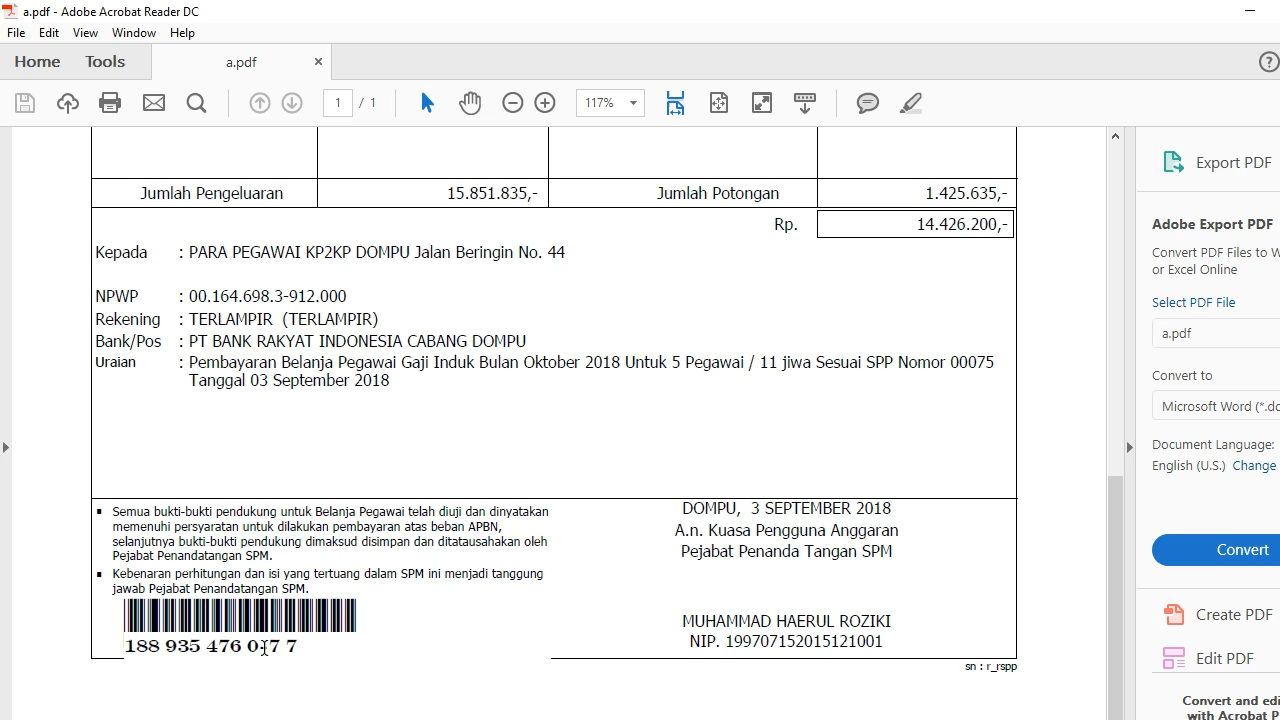 a.pdf - Adobe Acrobat Reader DC
File Edit View Window Help
Home Tools a.pdf
1 / 1 117%
Export PDF
Jumlah Pengeluaran 15.851.835,- Jumlah Potongan 1.425.635,-
Rp. 14.426.200,-
Kepada : PARA PEGAWAI KP2KP DOMPU Jalan Beringin No. 44
NPWP : 00.164.698.3-912.000
Rekening : TERLAMPIR (TERLAMPIR)
Bank/Pos : PT BANK RAKYAT INDONESIA CABANG DOMPU
Uraian : Pembayaran Belanja Pegawai Gaji Induk Bulan Oktober 2018 Untuk 5 Pegawai / 11 jiwa Sesuai SPP Nomor 00075
Tanggal 03 September 2018
▪ Semua bukti-bukti pendukung untuk Belanja Pegawai telah diuji dan dinyatakan
memenuhi persyaratan untuk dilakukan pembayaran atas beban APBN,
selanjutnya bukti-bukti pendukung dimaksud disimpan dan ditatausahakan oleh
Pejabat Penandatangan SPM.
▪ Kebenaran perhitungan dan isi yang tertuang dalam SPM ini menjadi tanggung
jawab Pejabat Penandatangan SPM.
188 935 476 0 7 7
DOMPU, 3 SEPTEMBER 2018
A.n. Kuasa Pengguna Anggaran
Pejabat Penanda Tangan SPM
MUHAMMAD HAERUL ROZIKI
NIP. 199707152015121001
sn : r_rspp
Adobe Export PDF
Convert PDF Files to W
or Excel Online
Select PDF File
a.pdf
Convert to
Microsoft Word (*.do
Document Language:
English (U.S.) Change
Convert
Create PDF
Edit PDF
Convert and edi
with Acrobat P